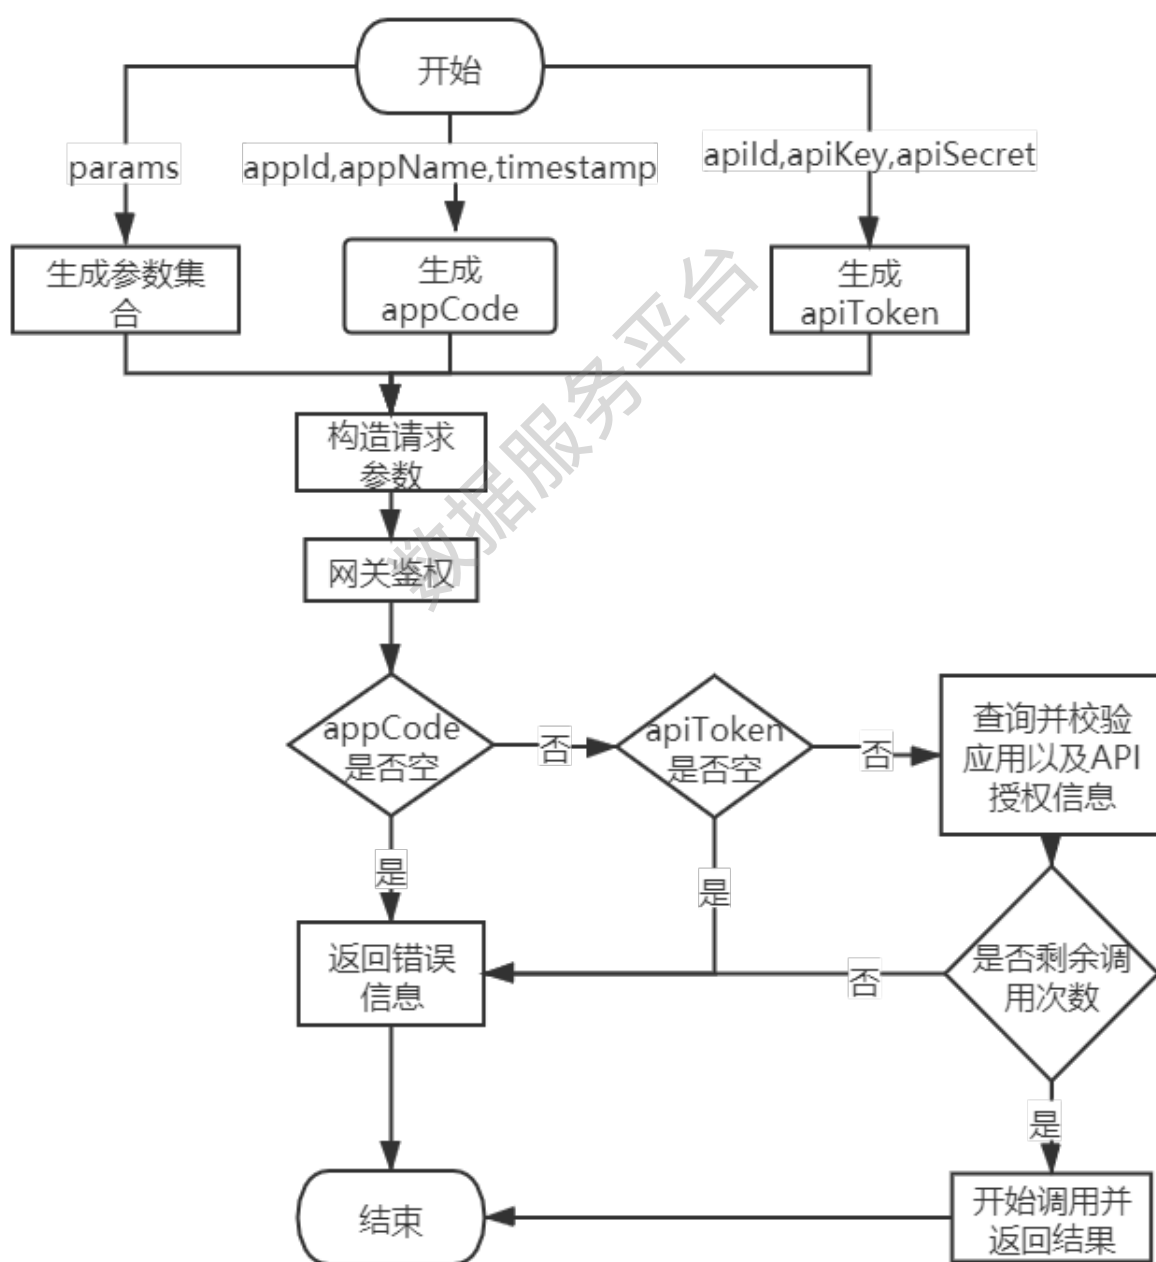 开始
params
appId,appName,timestamp
apiId,apiKey,apiSecret
生成参数集
合
生成
appCode
生成
apiToken
构造请求
参数
网关鉴权
数据服务平台
appCode
是否空
否
apiToken
是否空
否
查询并校验
应用以及API
授权信息
是
是
返回错误
信息
否
是否剩余调
用次数
是
结束
开始调用并
返回结果